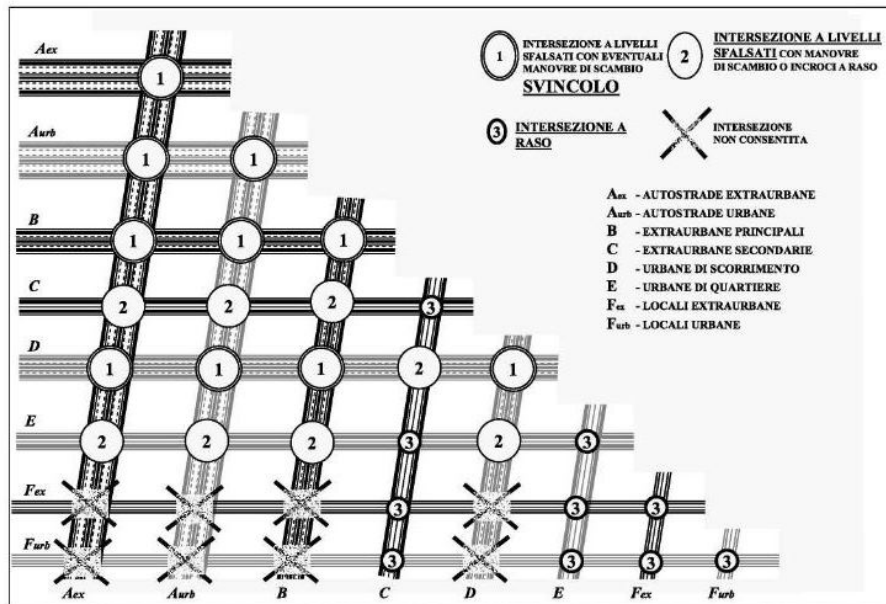 Aex
1
1
INTERSEZIONE A LIVELLI
SFALSATI CON EVENTUALI
MANOVRE DI SCAMBIO
SVINCOLO
2
INTERSEZIONE A LIVELLI
SFALSATI CON MANOVRE
DI SCAMBIO O INCROCI A RASO
3
INTERSEZIONE A
RASO
INTERSEZIONE
NON CONSENTITA
Aurb
1 1
Aex - AUTOSTRADE EXTRAURBANE
Aurb - AUTOSTRADE URBANE
B - EXTRAURBANE PRINCIPALI
C - EXTRAURBANE SECONDARIE
D - URBANE DI SCORRIMENTO
E - URBANE DI QUARTIERE
Fex - LOCALI EXTRAURBANE
Furb - LOCALI URBANE
B
1 1 1
C
2 2 2 3
D
1 1 1 2 1
E
2 2 2 3 2 3
Fex
3 3 3
Furb
3 3 3 3
Aex Aurb B C D E Fex Furb